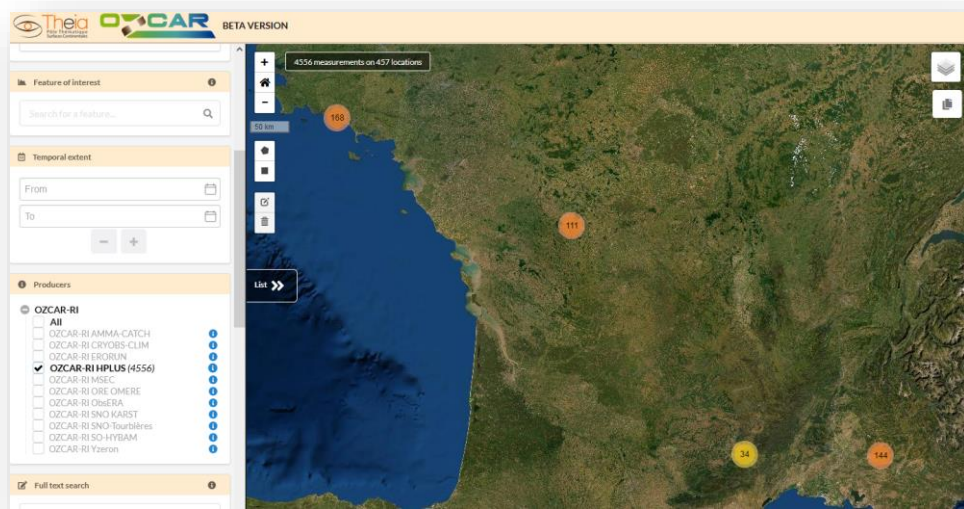 Theia
OZCAR
BETA VERSION
Feature of interest
Search for a feature...
Temporal extent
From
To
− +
Producers
OZCAR-RI
All
OZCAR-RI AMMA-CATCH
OZCAR-RI CRYOBS-CLIM
OZCAR-RI ERORUN
OZCAR-RI HPLUS (4556)
OZCAR-RI MSEC
OZCAR-RI ORE OMERE
OZCAR-RI ObsERA
OZCAR-RI SNO KARST
OZCAR-RI SNO-Tourbières
OZCAR-RI SO-HYBAM
OZCAR-RI Yzeron
Full text search
+
−
4556 measurements on 457 locations
50 km
List
168
111
34
144